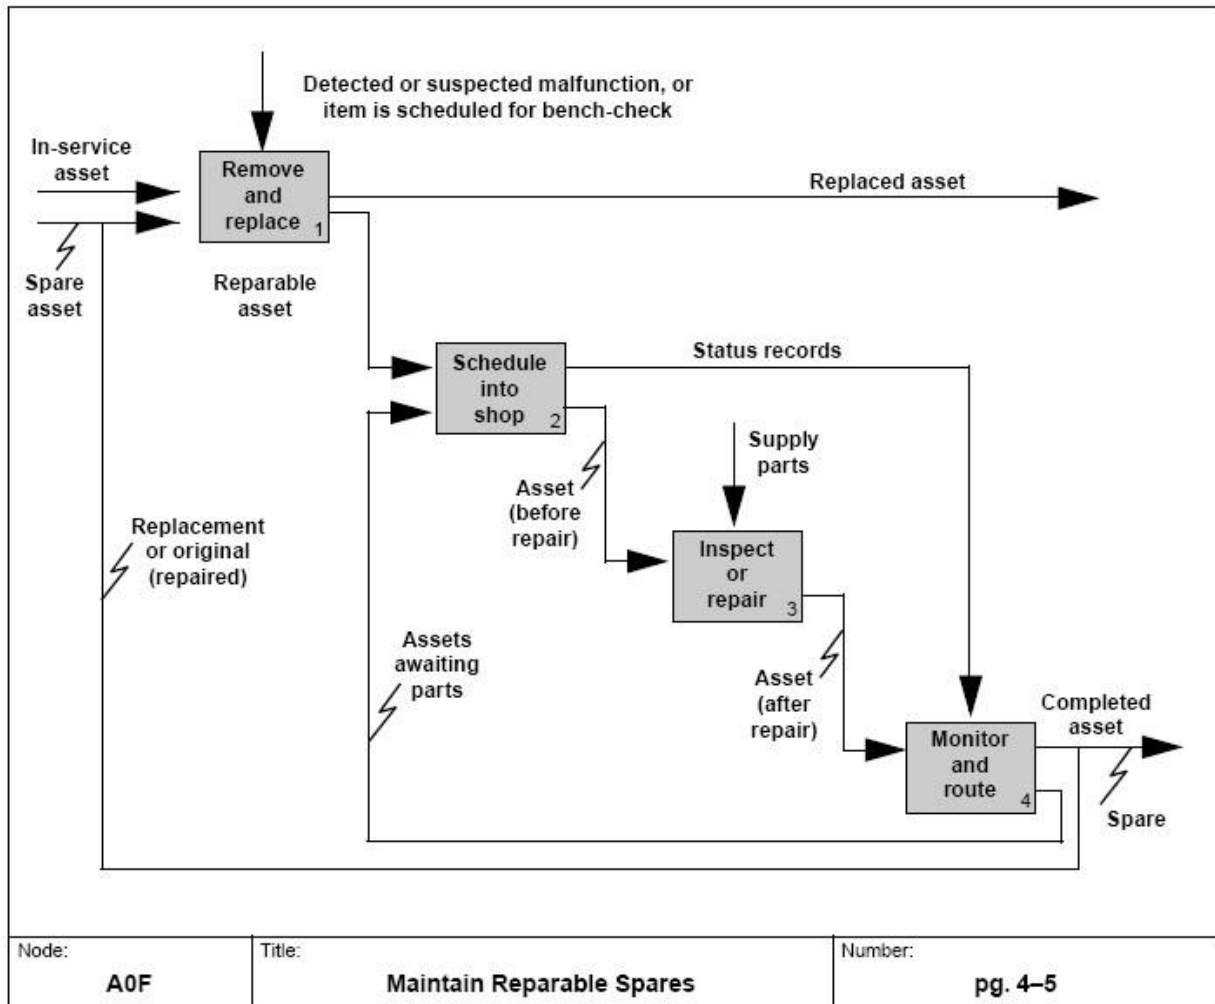 Detected or suspected malfunction, or
item is scheduled for bench-check
In-service
asset
Remove
and
replace 1
Replaced asset
Spare
asset
Reparable
asset
Schedule
into
shop 2
Status records
Supply
parts
Asset
(before
repair)
Replacement
or original
(repaired)
Inspect
or
repair 3
Assets
awaiting
parts
Asset
(after
repair)
Completed
asset
Monitor
and
route 4
Spare
Node:
A0F
Title:
Maintain Reparable Spares
Number:
pg. 4–5